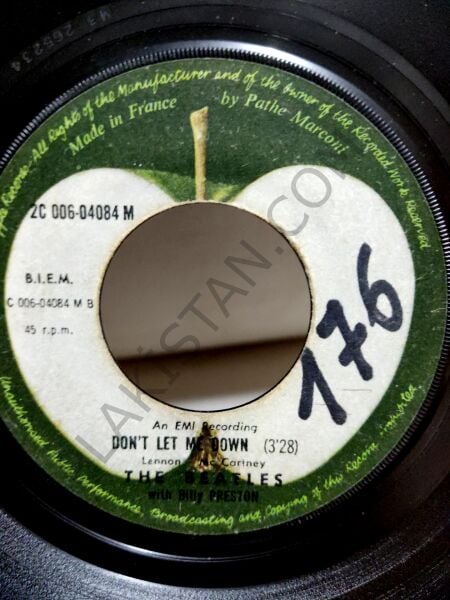 Apple Records - All Rights of the Manufacturer and of the Owner of the Recorded Work Reserved
Made in France
by Pathe Marconi
2C 006-04084 M
B.I.E.M.
C 006-04084 M B
45 r.p.m.
176
An EMI Recording
DON'T LET ME DOWN (3'28)
Lennon Mc Cartney
THE BEATLES
with Billy PRESTON
Unauthorised Public Performance, Broadcasting and Copying of this Record Prohibited
LAKiSTAN.COM